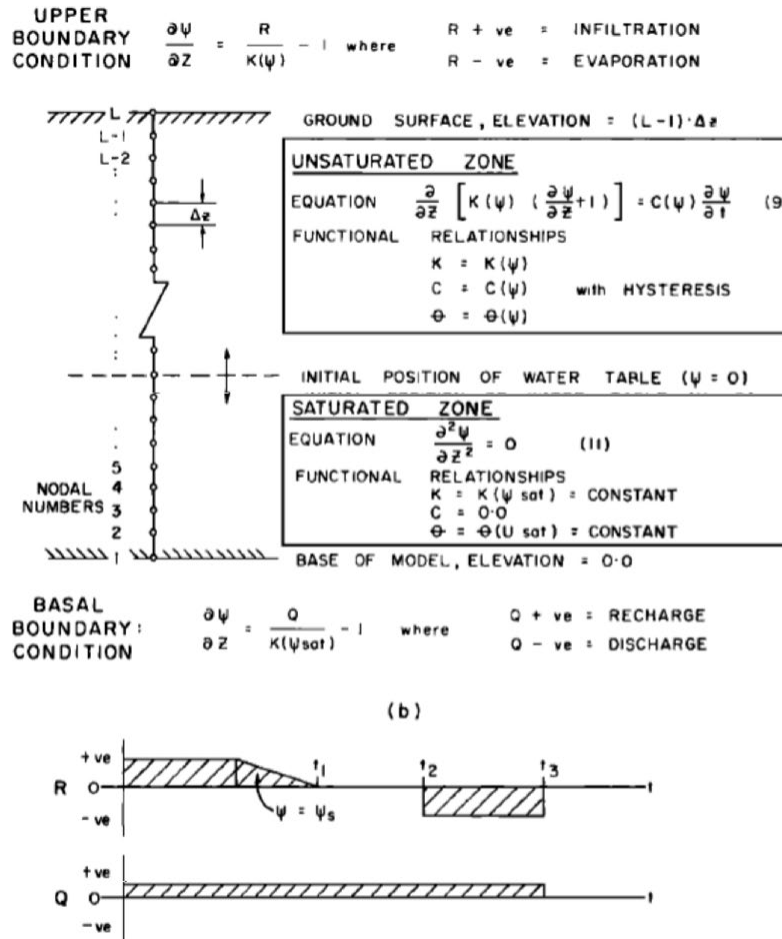 UPPER
BOUNDARY
CONDITION
∂Ψ/∂Z = R/K(Ψ) - 1 where
R + ve = INFILTRATION
R - ve = EVAPORATION
L
L-1
L-2
GROUND SURFACE, ELEVATION = (L-1)·Δz
UNSATURATED ZONE
EQUATION ∂/∂Z [K(Ψ) (∂Ψ/∂Z+1)] = C(Ψ) ∂Ψ/∂t (9
Δz
FUNCTIONAL RELATIONSHIPS
K = K(Ψ)
C = C(Ψ) with HYSTERESIS
θ = θ(Ψ)
INITIAL POSITION OF WATER TABLE (Ψ = 0)
SATURATED ZONE
EQUATION ∂²Ψ/∂Z² = 0 (11)
FUNCTIONAL RELATIONSHIPS
K = K(Ψ sat) = CONSTANT
C = 0·0
θ = θ(U sat) = CONSTANT
5
4
3
2
1
NODAL
NUMBERS
BASE OF MODEL, ELEVATION = 0·0
BASAL
BOUNDARY:
CONDITION
∂Ψ/∂Z = Q/K(Ψsat) - 1 where
Q + ve = RECHARGE
Q - ve = DISCHARGE
(b)
+ ve
R 0
- ve
t1
t2
t3
t
Ψ = Ψs
+ve
Q 0
-ve
t